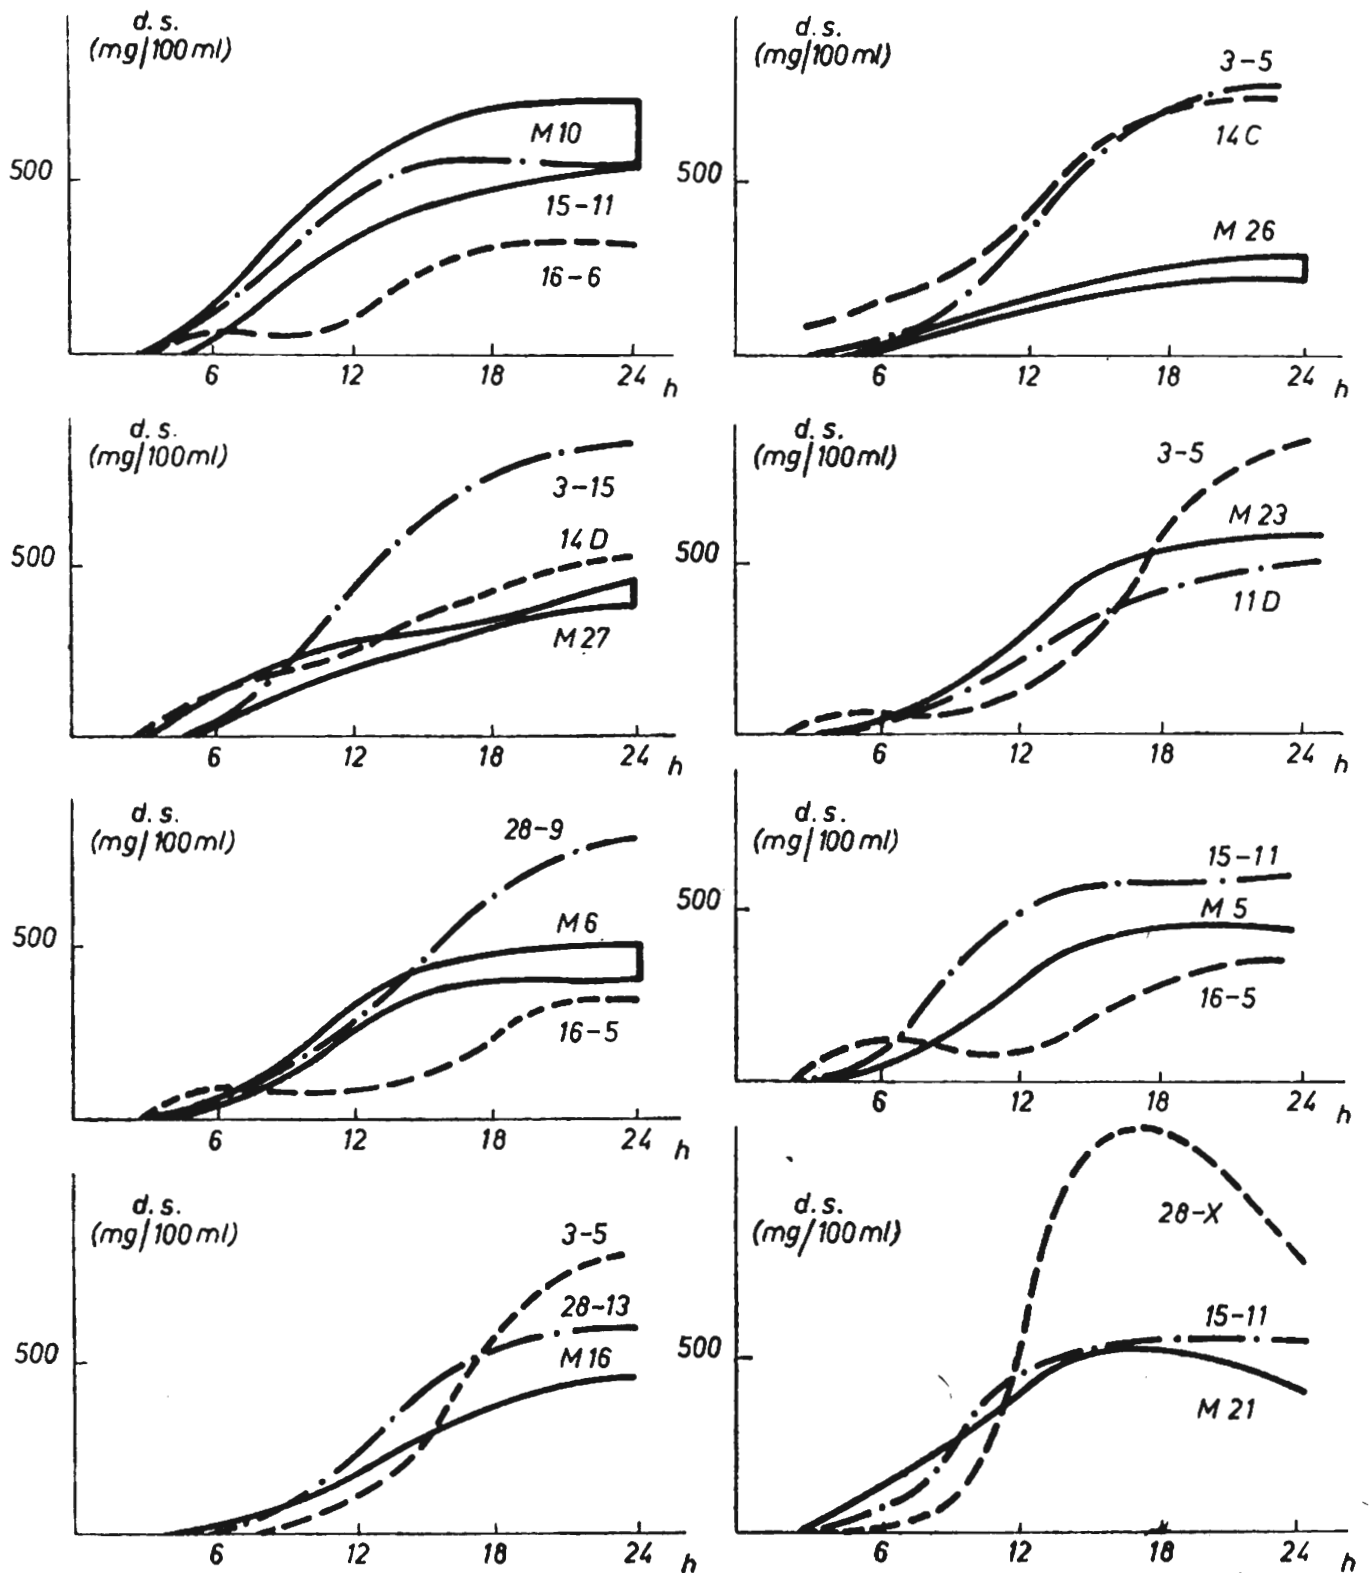 d. s.
(mg/100 ml)
500
M 10
15-11
16-6
6 12 18 24 h
d. s.
(mg/100 ml)
500
3-5
14 C
M 26
6 12 18 24 h
d. s.
(mg/100 ml)
500
3-15
14 D
M 27
6 12 18 24 h
d. s.
(mg/100 ml)
500
3-5
M 23
11 D
6 12 18 24 h
d. s.
(mg/100 ml)
500
28-9
M 6
16-5
6 12 18 24 h
d. s.
(mg/100 ml)
500
15-11
M 5
16-5
6 12 18 24 h
d. s.
(mg/100 ml)
500
3-5
28-13
M 16
6 12 18 24 h
d. s.
(mg/100 ml)
500
28-X
15-11
M 21
6 12 18 24 h